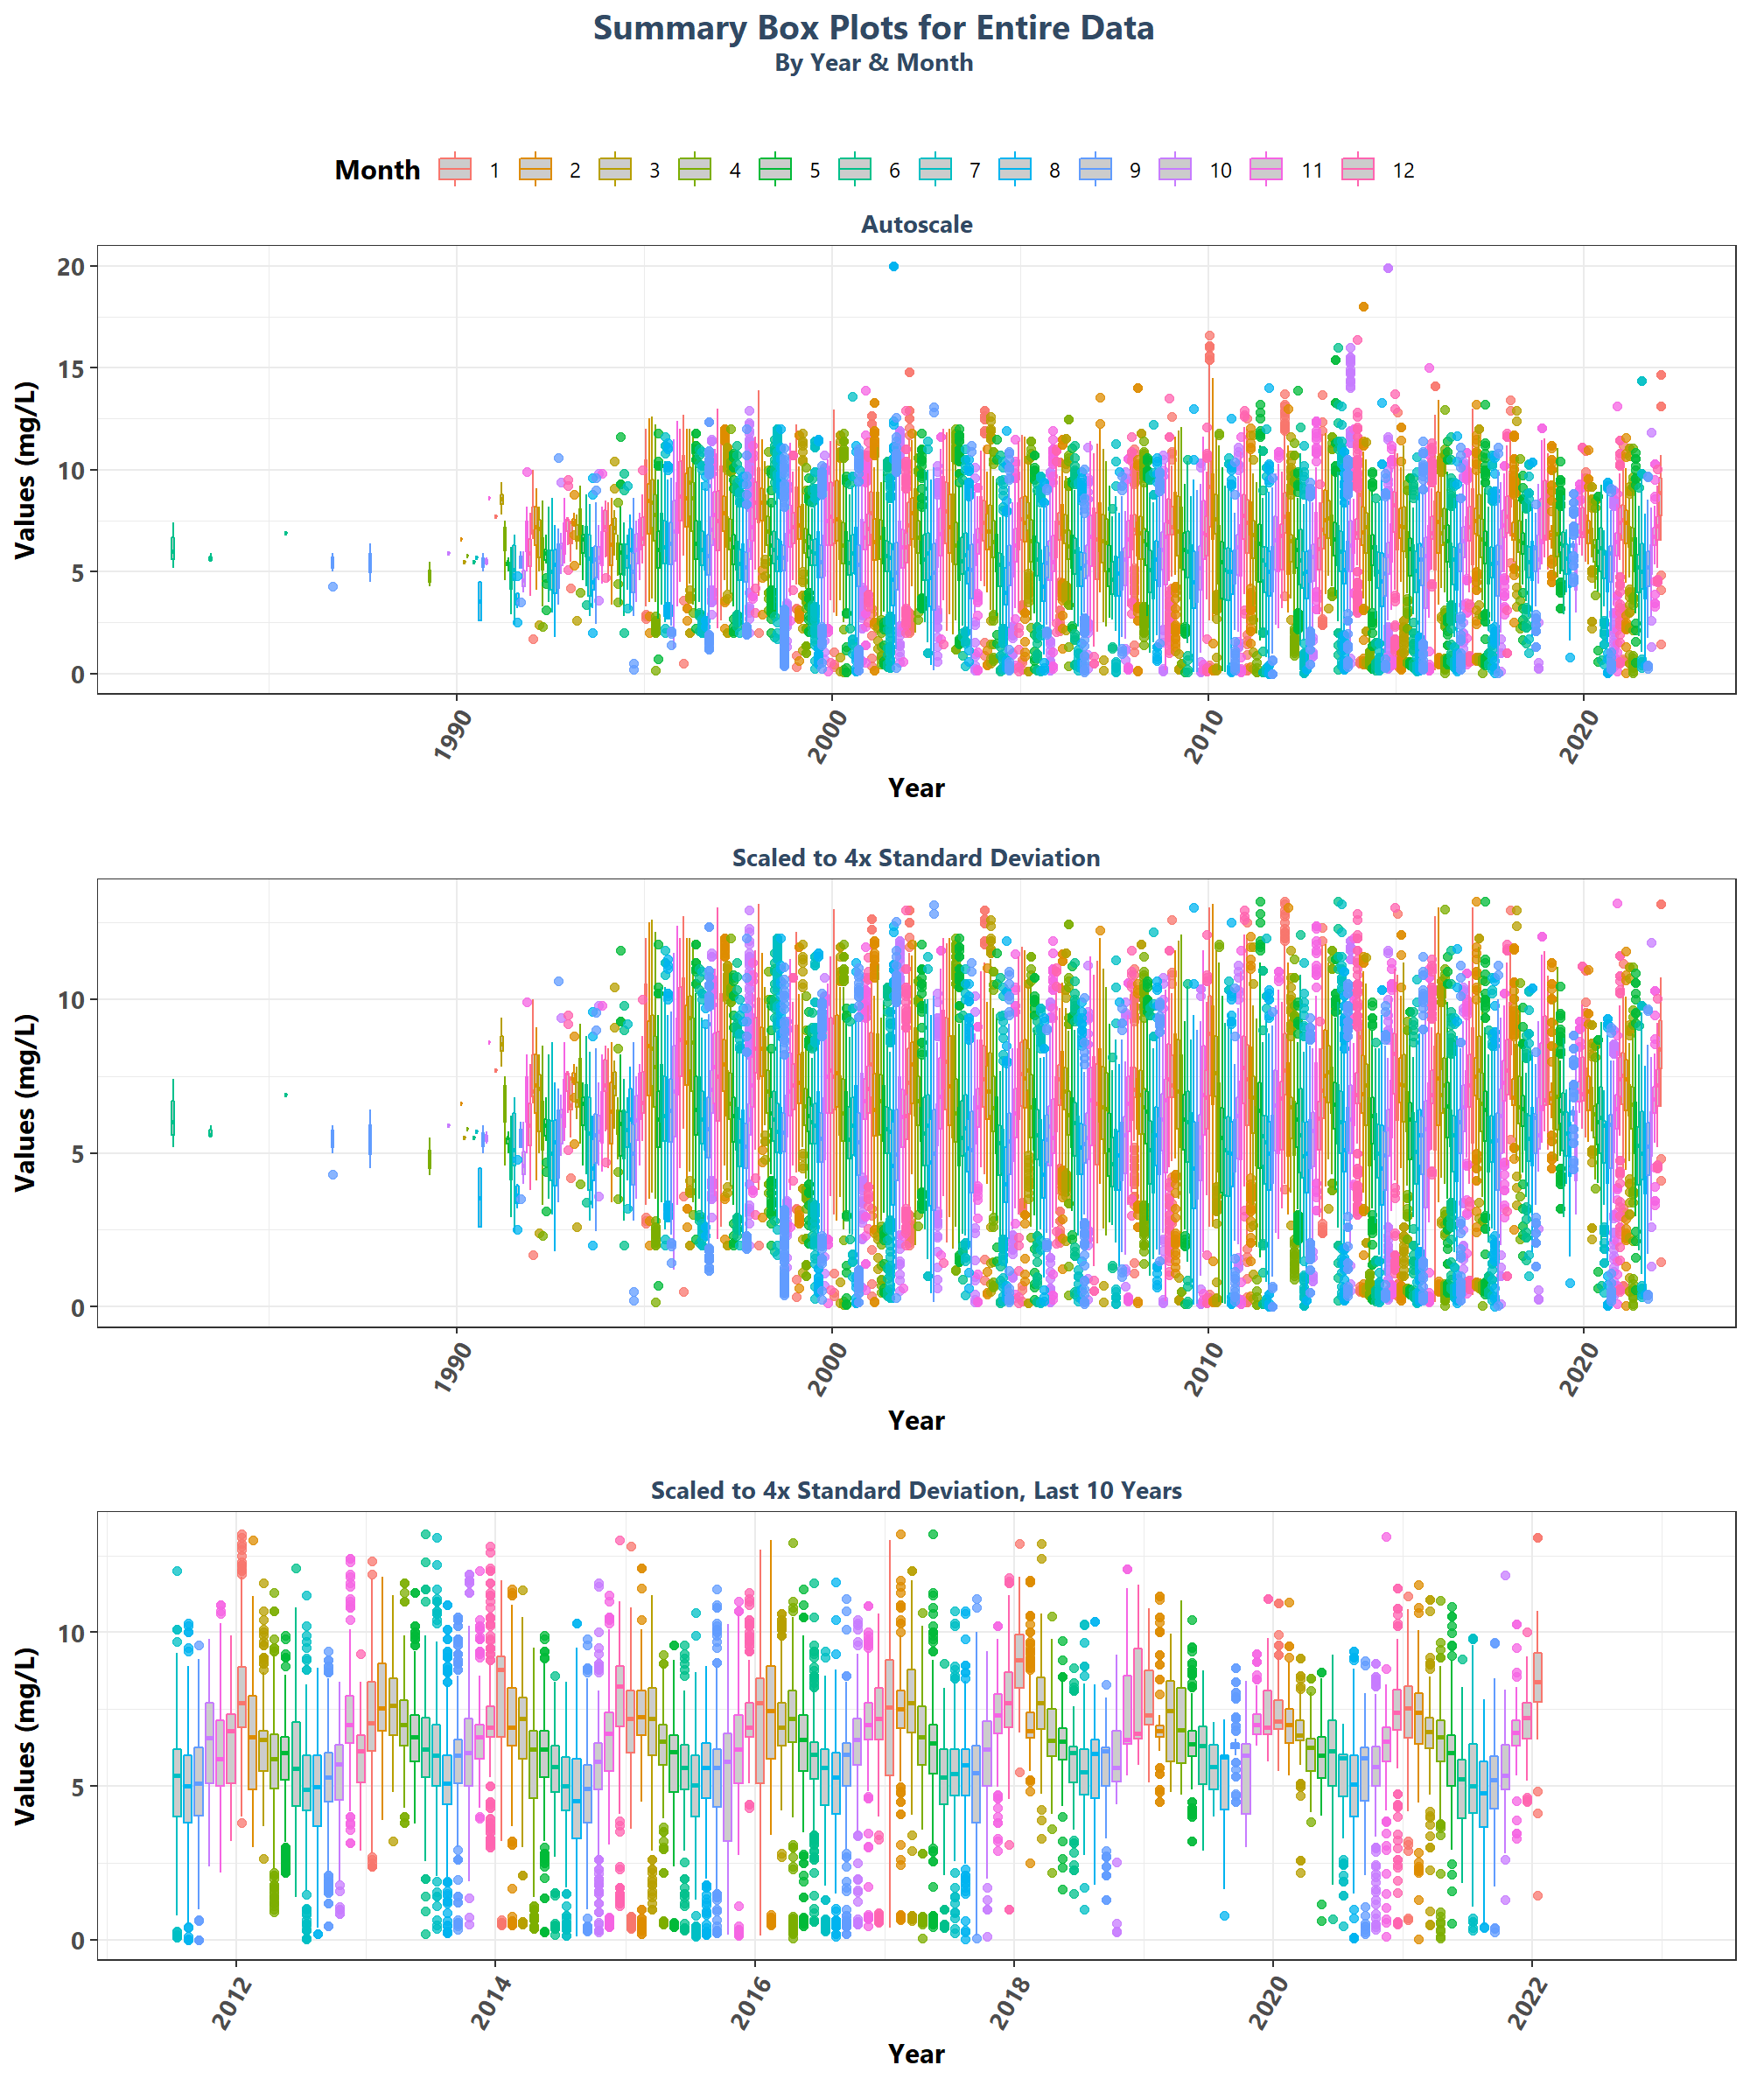 Summary Box Plots for Entire Data
By Year & Month
Month 1 2 3 4 5 6 7 8 9 10 11 12
Autoscale
Values (mg/L)
20
15
10
5
0
1990 2000 2010 2020
Year
Scaled to 4x Standard Deviation
Values (mg/L)
10
5
0
1990 2000 2010 2020
Year
Scaled to 4x Standard Deviation, Last 10 Years
Values (mg/L)
10
5
0
2012 2014 2016 2018 2020 2022
Year